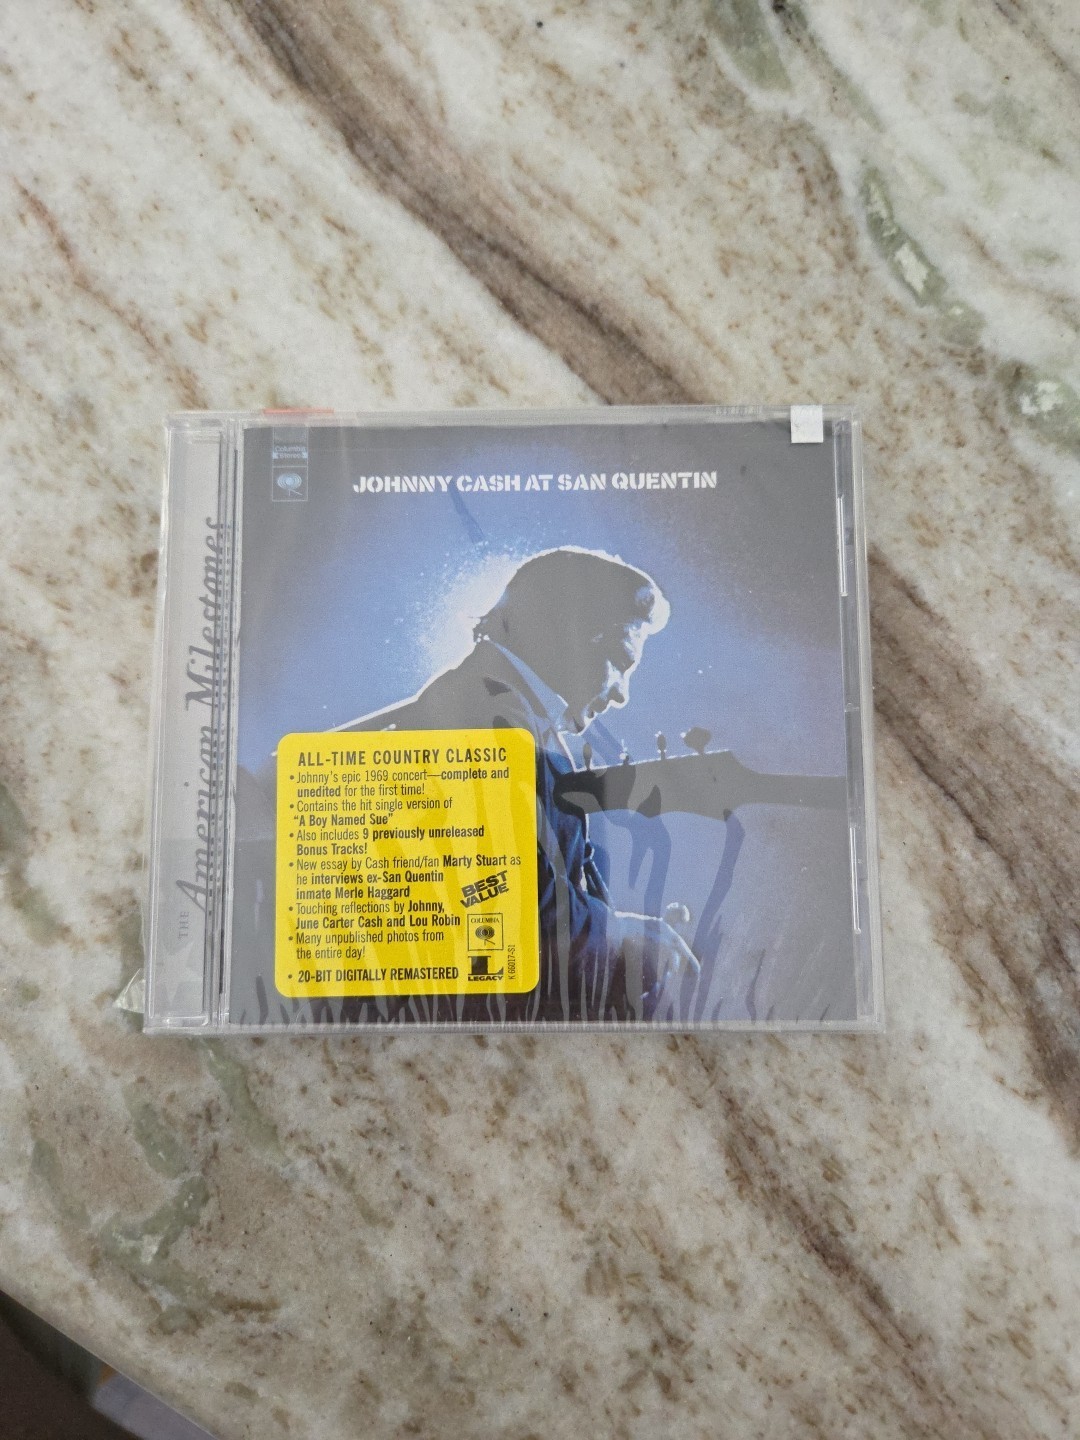 Columbia
Stereo
JOHNNY CASH AT SAN QUENTIN
THE American Milestones
ALL-TIME COUNTRY CLASSIC
• Johnny's epic 1969 concert—complete and
unedited for the first time!
• Contains the hit single version of
"A Boy Named Sue"
• Also includes 9 previously unreleased
Bonus Tracks!
• New essay by Cash friend/fan Marty Stuart as
he interviews ex-San Quentin
inmate Merle Haggard
• Touching reflections by Johnny,
June Carter Cash and Lou Robin
• Many unpublished photos from
the entire day!
• 20-BIT DIGITALLY REMASTERED
BEST
VALUE
COLUMBIA
LEGACY
K 66017-S1